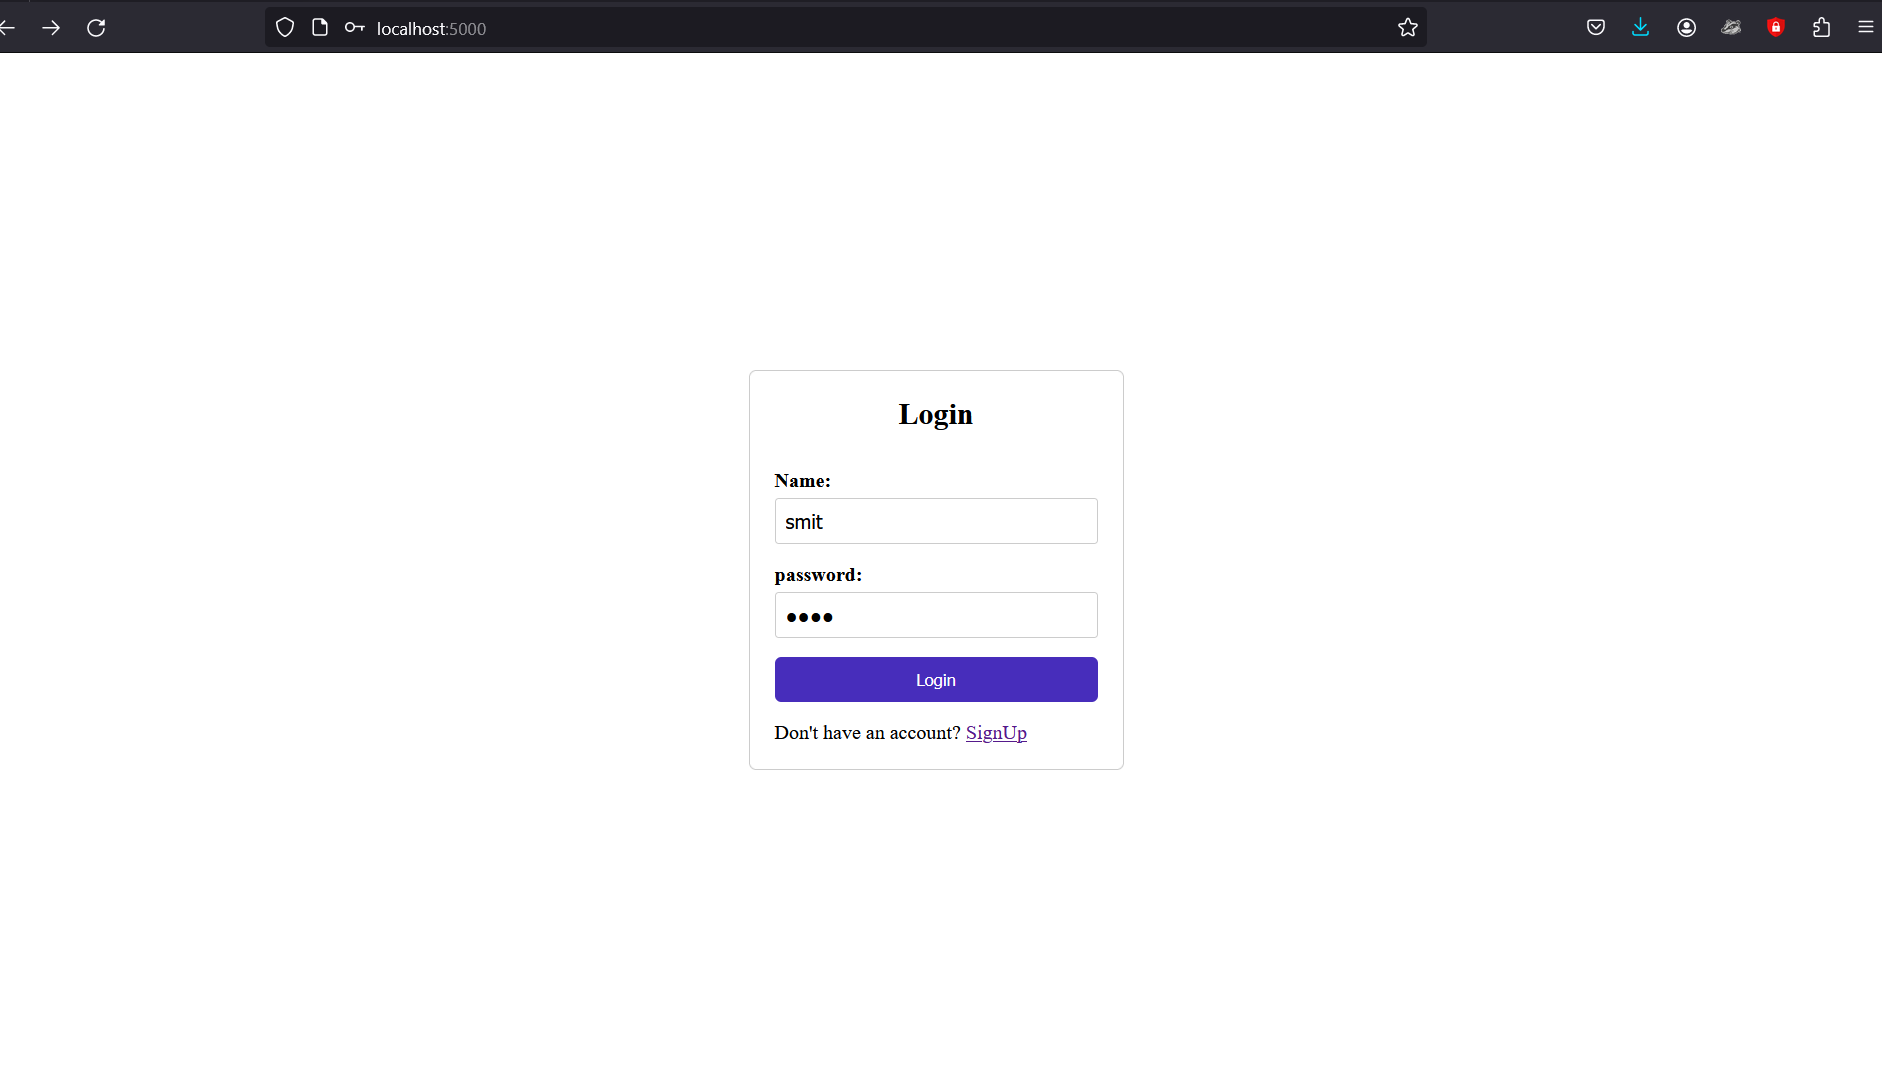 localhost:5000
Login
Name:
smit
password:
••••
Login
Don't have an account? SignUp